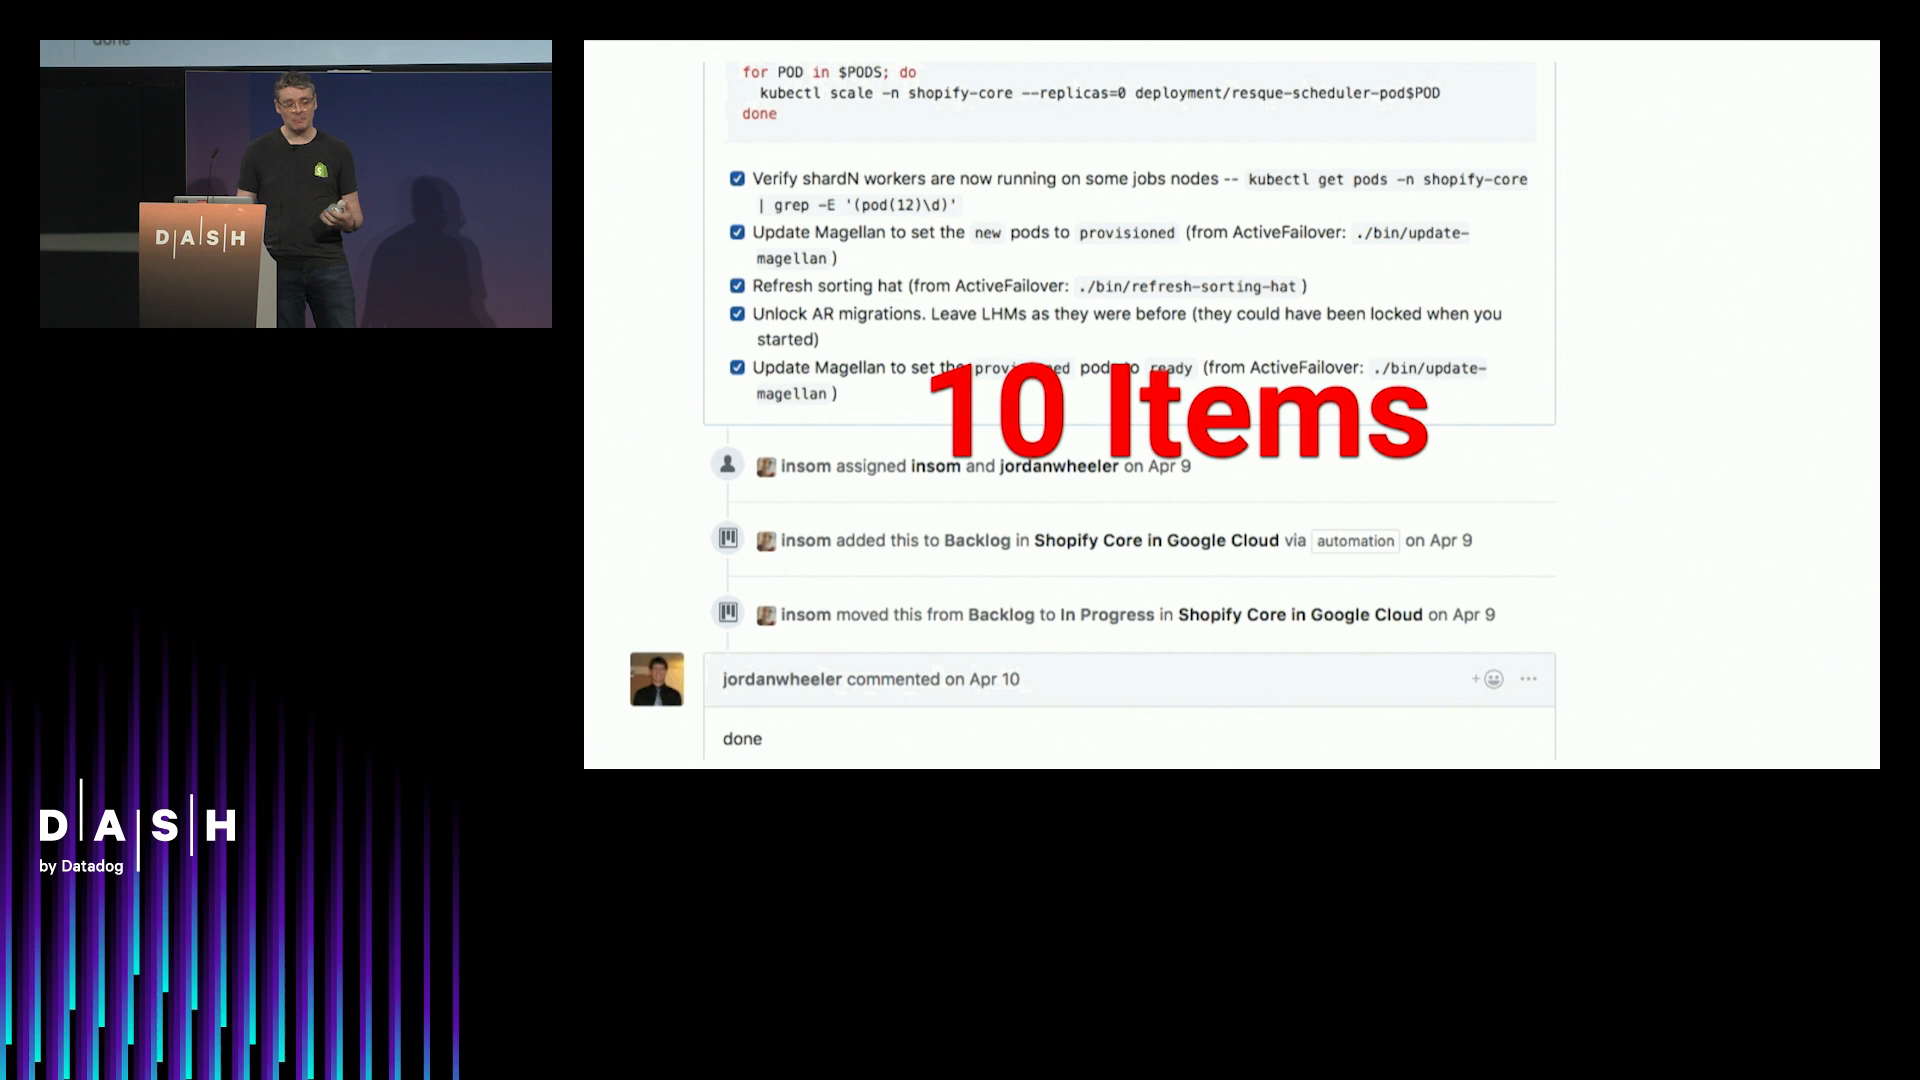 done
D|A|S|H
for POD in $PODS; do
kubectl scale -n shopify-core --replicas=0 deployment/resque-scheduler-pod$POD
done
Verify shardN workers are now running on some jobs nodes -- kubectl get pods -n shopify-core
| grep -E '(pod(12)\d)'
Update Magellan to set the new pods to provisioned (from ActiveFailover: ./bin/update-
magellan )
Refresh sorting hat (from ActiveFailover: ./bin/refresh-sorting-hat )
Unlock AR migrations. Leave LHMs as they were before (they could have been locked when you
started)
Update Magellan to set the pods to ready (from ActiveFailover: ./bin/update-
magellan )
10 Items
insom assigned insom and jordanwheeler on Apr 9
insom added this to Backlog in Shopify Core in Google Cloud via automation on Apr 9
insom moved this from Backlog to In Progress in Shopify Core in Google Cloud on Apr 9
jordanwheeler commented on Apr 10
done
D|A|S|H
by Datadog